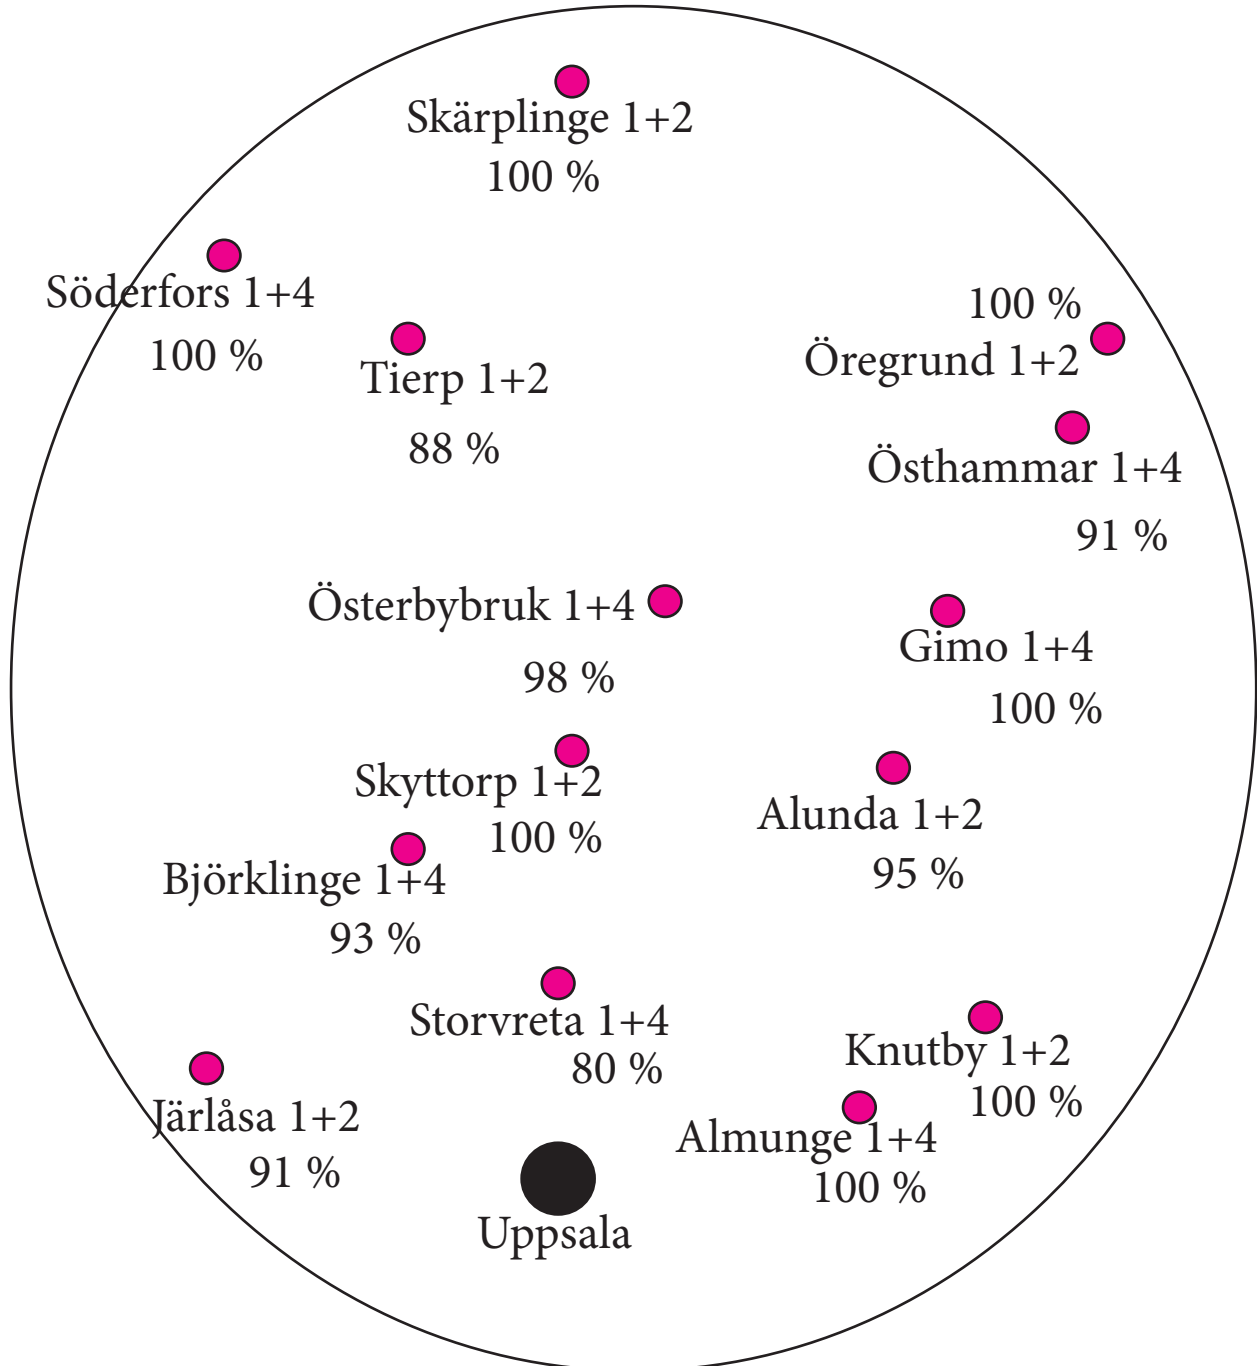 Skärplinge 1+2
100 %
Söderfors 1+4
100 %
Tierp 1+2
88 %
100 %
Öregrund 1+2
Östhammar 1+4
91 %
Österbybruk 1+4
98 %
Gimo 1+4
100 %
Skyttorp 1+2
100 %
Alunda 1+2
95 %
Björklinge 1+4
93 %
Storvreta 1+4
80 %
Knutby 1+2
100 %
Järlåsa 1+2
91 %
Almunge 1+4
100 %
Uppsala